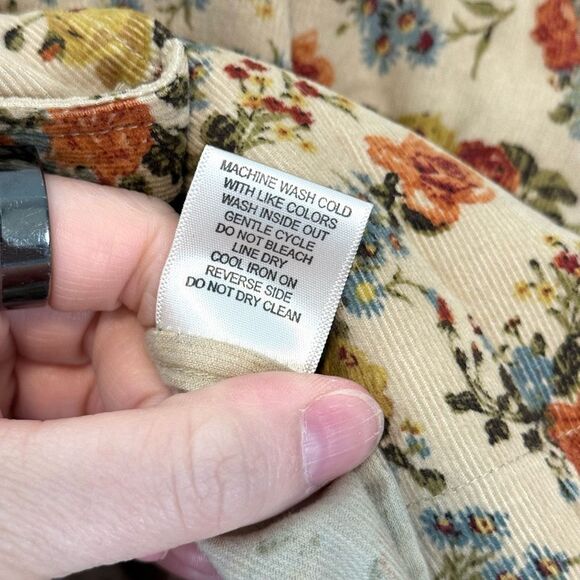 MACHINE WASH COLD
WITH LIKE COLORS
WASH INSIDE OUT
GENTLE CYCLE
DO NOT BLEACH
LINE DRY
COOL IRON ON
REVERSE SIDE
DO NOT DRY CLEAN